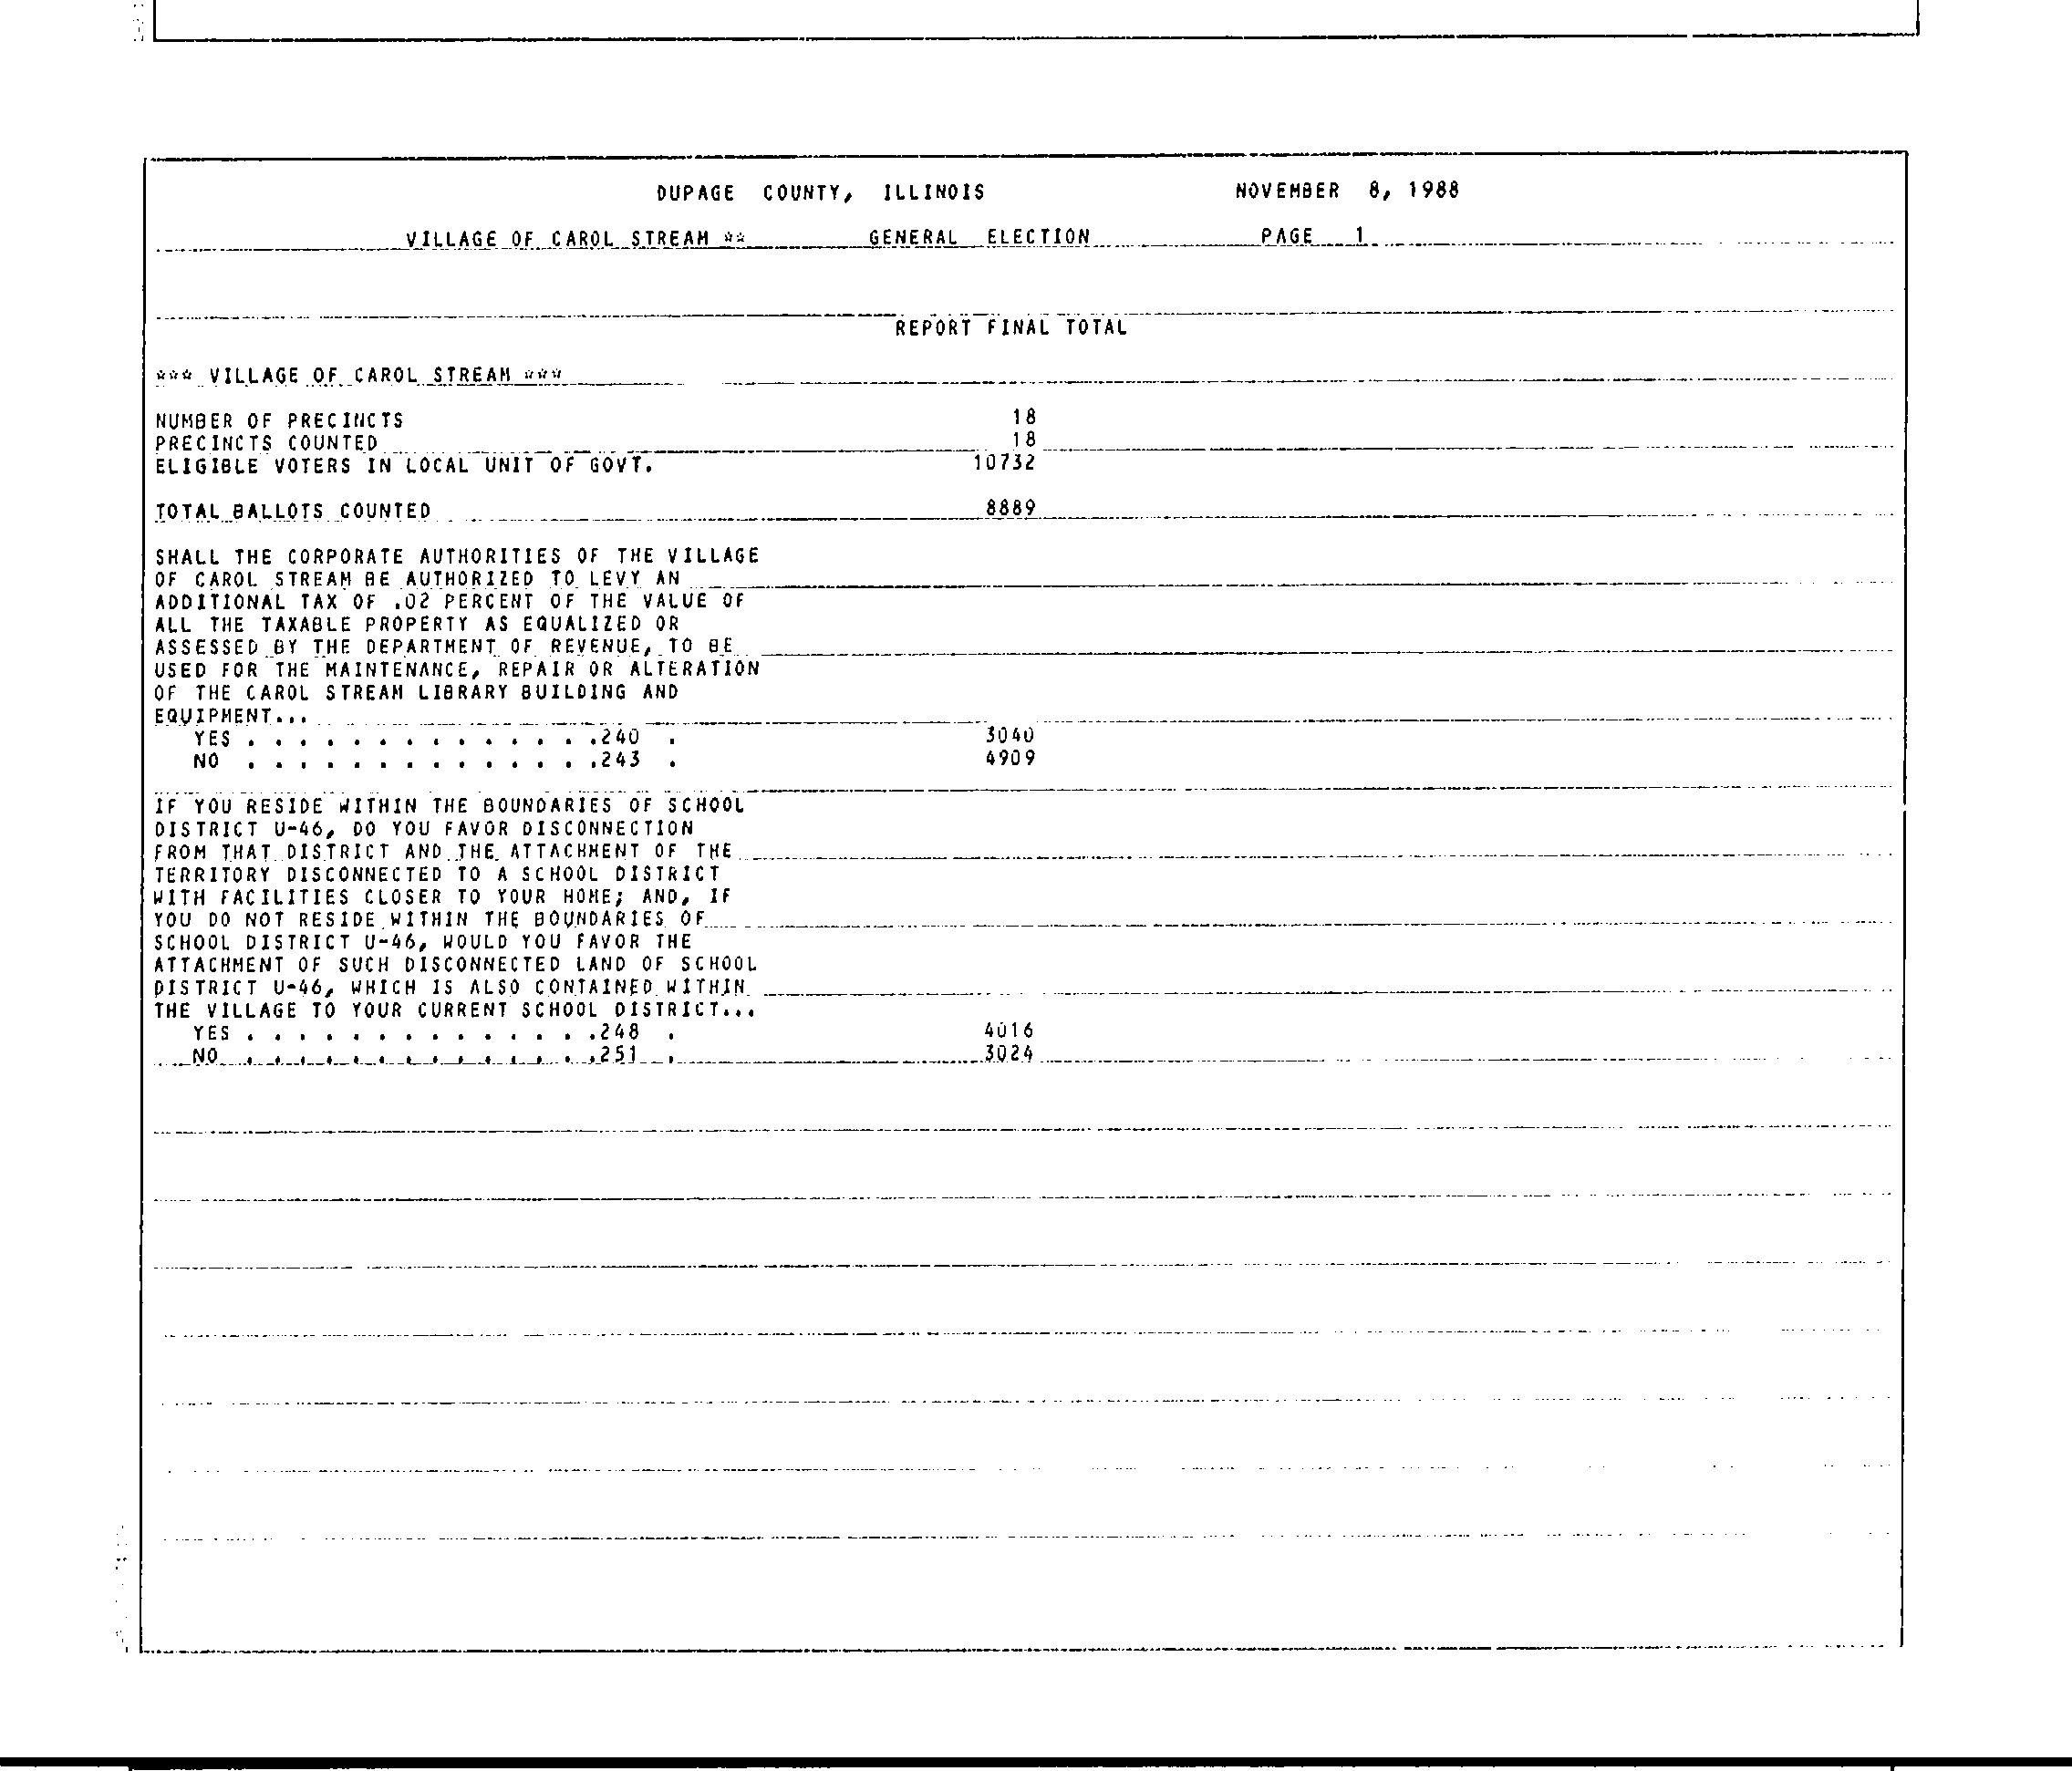 DUPAGE COUNTY, ILLINOIS NOVEMBER 8, 1988
VILLAGE OF CAROL STREAM ** GENERAL ELECTION PAGE 1
REPORT FINAL TOTAL
*** VILLAGE OF CAROL STREAM ***
NUMBER OF PRECINCTS 18
PRECINCTS COUNTED 18
ELIGIBLE VOTERS IN LOCAL UNIT OF GOVT. 10732
TOTAL BALLOTS COUNTED 8889
SHALL THE CORPORATE AUTHORITIES OF THE VILLAGE
OF CAROL STREAM BE AUTHORIZED TO LEVY AN
ADDITIONAL TAX OF .02 PERCENT OF THE VALUE OF
ALL THE TAXABLE PROPERTY AS EQUALIZED OR
ASSESSED BY THE DEPARTMENT OF REVENUE, TO BE
USED FOR THE MAINTENANCE, REPAIR OR ALTERATION
OF THE CAROL STREAM LIBRARY BUILDING AND
EQUIPMENT...
YES . . . . . . . . . . . . . .240 . 3040
NO . . . . . . . . . . . . . .243 . 4909
IF YOU RESIDE WITHIN THE BOUNDARIES OF SCHOOL
DISTRICT U-46, DO YOU FAVOR DISCONNECTION
FROM THAT DISTRICT AND THE ATTACHMENT OF THE
TERRITORY DISCONNECTED TO A SCHOOL DISTRICT
WITH FACILITIES CLOSER TO YOUR HOME; AND, IF
YOU DO NOT RESIDE WITHIN THE BOUNDARIES OF
SCHOOL DISTRICT U-46, WOULD YOU FAVOR THE
ATTACHMENT OF SUCH DISCONNECTED LAND OF SCHOOL
DISTRICT U-46, WHICH IS ALSO CONTAINED WITHIN
THE VILLAGE TO YOUR CURRENT SCHOOL DISTRICT...
YES . . . . . . . . . . . . . .248 . 4016
NO . . . . . . . . . . . . . .251 . 3024